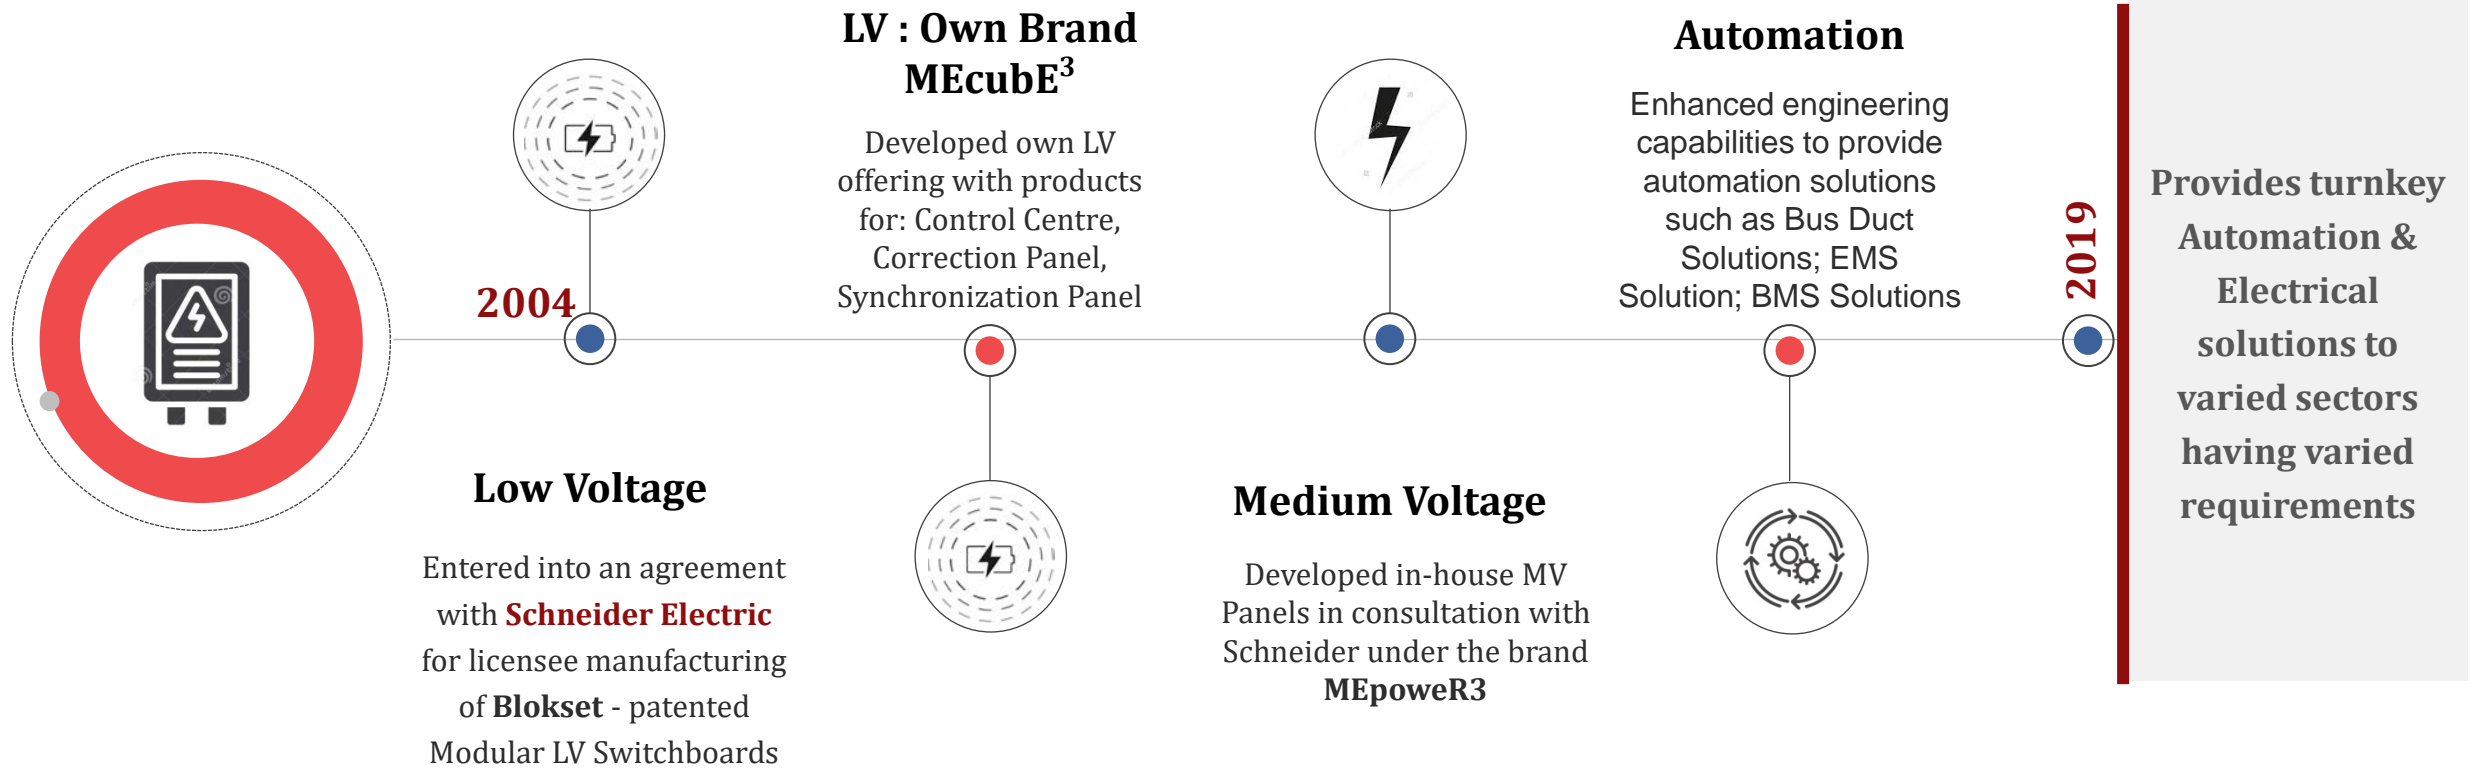 2004
Low Voltage
Entered into an agreement
with Schneider Electric
for licensee manufacturing
of Blokset - patented
Modular LV Switchboards
LV : Own Brand
MEcubE³
Developed own LV
offering with products
for: Control Centre,
Correction Panel,
Synchronization Panel
Medium Voltage
Developed in-house MV
Panels in consultation with
Schneider under the brand
MEpoweR3
Automation
Enhanced engineering
capabilities to provide
automation solutions
such as Bus Duct
Solutions; EMS
Solution; BMS Solutions
2019
Provides turnkey
Automation &
Electrical
solutions to
varied sectors
having varied
requirements